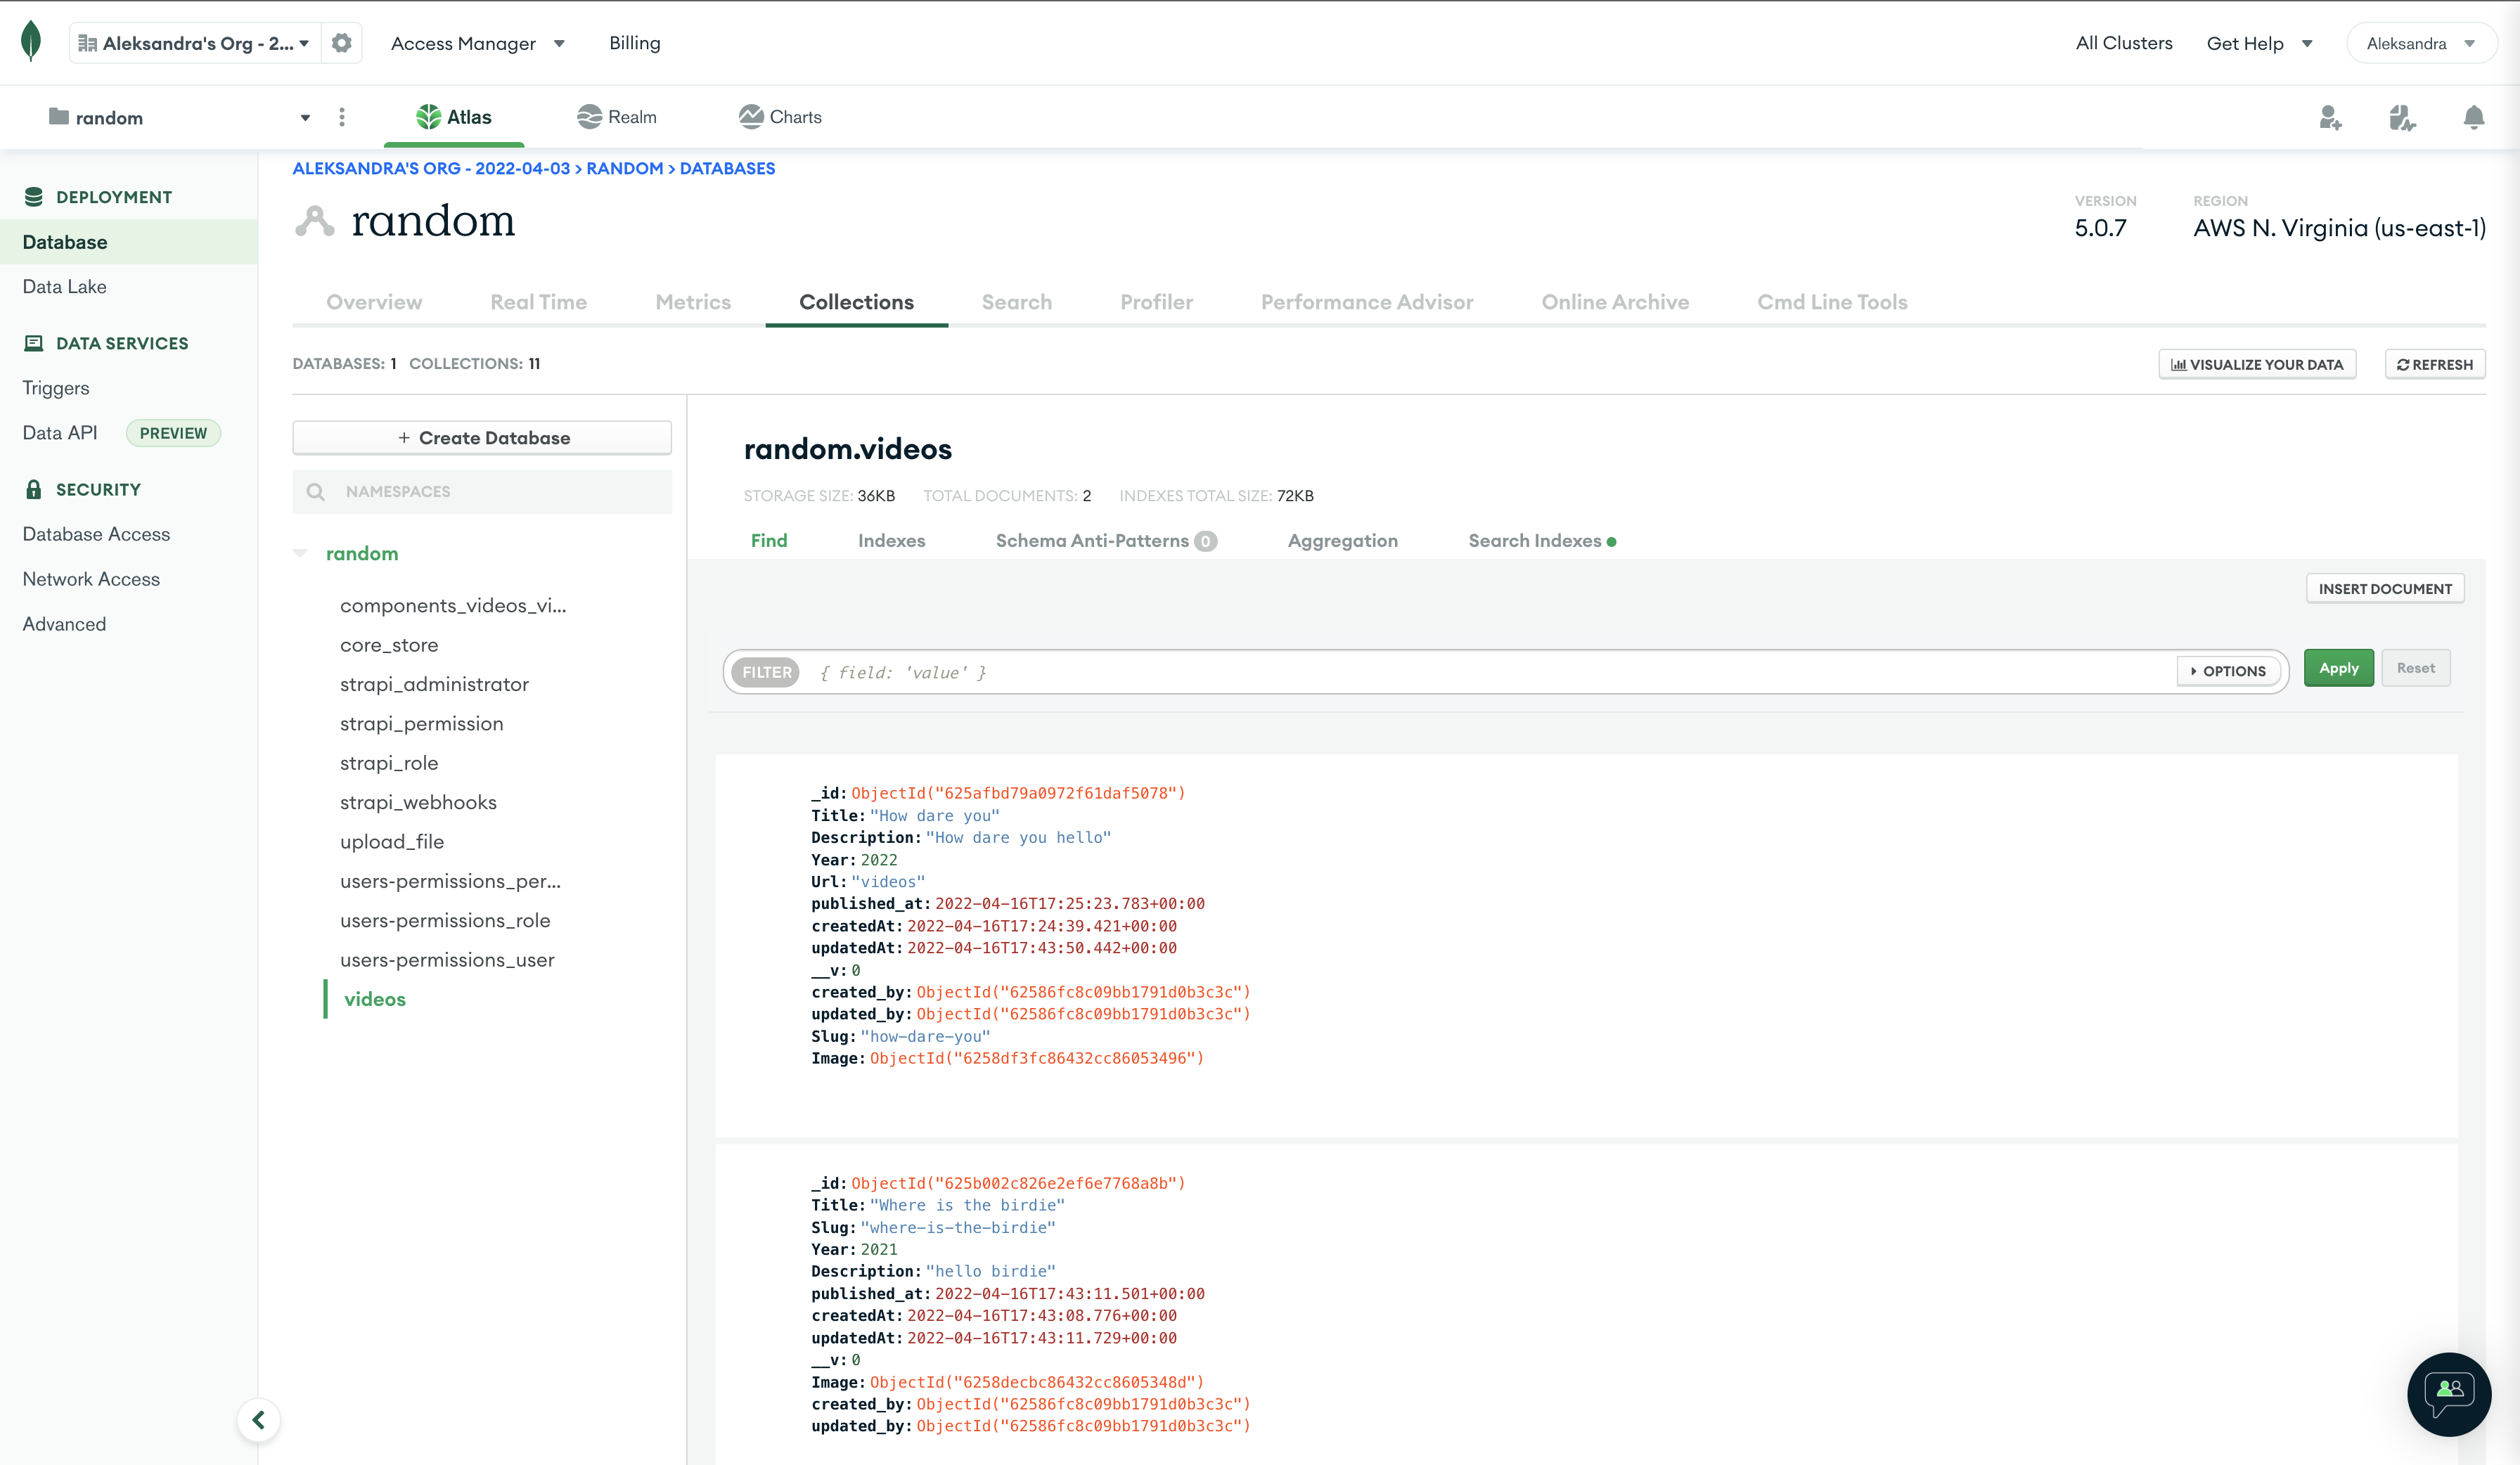 Aleksandra's Org - 2...
Access Manager
Billing
All Clusters
Get Help
Aleksandra
random
Atlas
Realm
Charts
DEPLOYMENT
Database
Data Lake
DATA SERVICES
Triggers
Data API PREVIEW
SECURITY
Database Access
Network Access
Advanced
ALEKSANDRA'S ORG - 2022-04-03 > RANDOM > DATABASES
random
VERSION
5.0.7
REGION
AWS N. Virginia (us-east-1)
Overview
Real Time
Metrics
Collections
Search
Profiler
Performance Advisor
Online Archive
Cmd Line Tools
DATABASES: 1 COLLECTIONS: 11
VISUALIZE YOUR DATA
REFRESH
+ Create Database
NAMESPACES
random
components_videos_vi...
core_store
strapi_administrator
strapi_permission
strapi_role
strapi_webhooks
upload_file
users-permissions_per...
users-permissions_role
users-permissions_user
videos
random.videos
STORAGE SIZE: 36KB TOTAL DOCUMENTS: 2 INDEXES TOTAL SIZE: 72KB
Find
Indexes
Schema Anti-Patterns 0
Aggregation
Search Indexes
INSERT DOCUMENT
FILTER { field: 'value' }
OPTIONS
Apply
Reset
_id: ObjectId("625afbd79a0972f61daf5078")
Title: "How dare you"
Description: "How dare you hello"
Year: 2022
Url: "videos"
published_at: 2022-04-16T17:25:23.783+00:00
createdAt: 2022-04-16T17:24:39.421+00:00
updatedAt: 2022-04-16T17:43:50.442+00:00
__v: 0
created_by: ObjectId("62586fc8c09bb1791d0b3c3c")
updated_by: ObjectId("62586fc8c09bb1791d0b3c3c")
Slug: "how-dare-you"
Image: ObjectId("6258df3fc86432cc86053496")
_id: ObjectId("625b002c826e2ef6e7768a8b")
Title: "Where is the birdie"
Slug: "where-is-the-birdie"
Year: 2021
Description: "hello birdie"
published_at: 2022-04-16T17:43:11.501+00:00
createdAt: 2022-04-16T17:43:08.776+00:00
updatedAt: 2022-04-16T17:43:11.729+00:00
__v: 0
Image: ObjectId("6258decbc86432cc8605348d")
created_by: ObjectId("62586fc8c09bb1791d0b3c3c")
updated_by: ObjectId("62586fc8c09bb1791d0b3c3c")